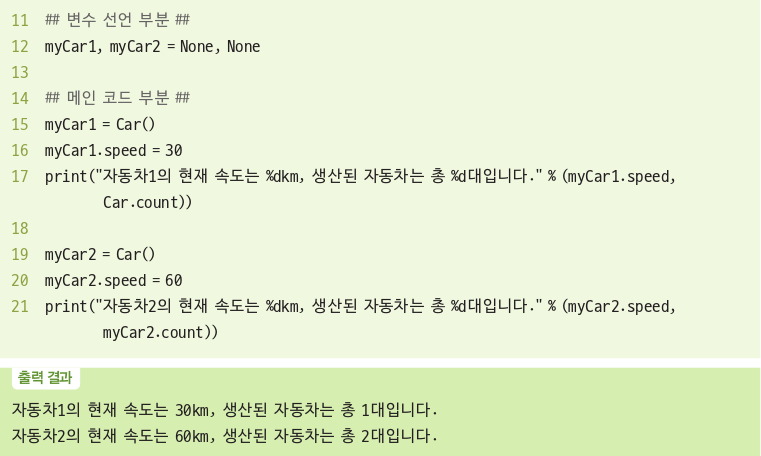 11 ## 변수 선언 부분 ##
12 myCar1, myCar2 = None, None
13
14 ## 메인 코드 부분 ##
15 myCar1 = Car()
16 myCar1.speed = 30
17 print("자동차1의 현재 속도는 %dkm, 생산된 자동차는 총 %d대입니다." % (myCar1.speed,
Car.count))
18
19 myCar2 = Car()
20 myCar2.speed = 60
21 print("자동차2의 현재 속도는 %dkm, 생산된 자동차는 총 %d대입니다." % (myCar2.speed,
myCar2.count))
출력 결과
자동차1의 현재 속도는 30km, 생산된 자동차는 총 1대입니다.
자동차2의 현재 속도는 60km, 생산된 자동차는 총 2대입니다.